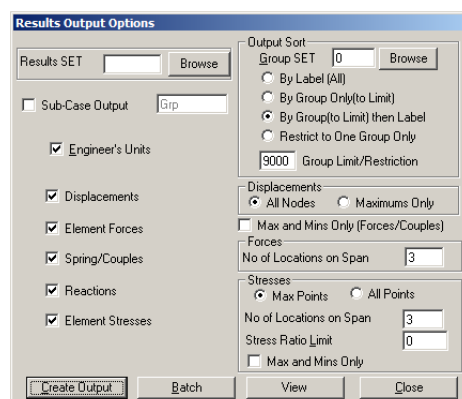 Results Output Options
Results SET
Browse
Sub-Case Output
Grp
Engineer's Units
Displacements
Element Forces
Spring/Couples
Reactions
Element Stresses
Output Sort
Group SET 0 Browse
By Label (All)
By Group Only(to Limit)
By Group(to Limit) then Label
Restrict to One Group Only
9000 Group Limit/Restriction
Displacements
All Nodes Maximums Only
Max and Mins Only (Forces/Couples)
Forces
No of Locations on Span 3
Stresses
Max Points All Points
No of Locations on Span 3
Stress Ratio Limit 0
Max and Mins Only
Create Output Batch View Close